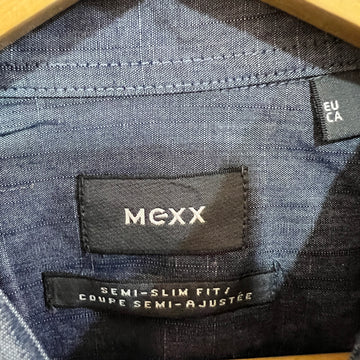 EU
CA
MEXX
SEMI-SLIM FIT/
COUPE SEMI-AJUSTÉE